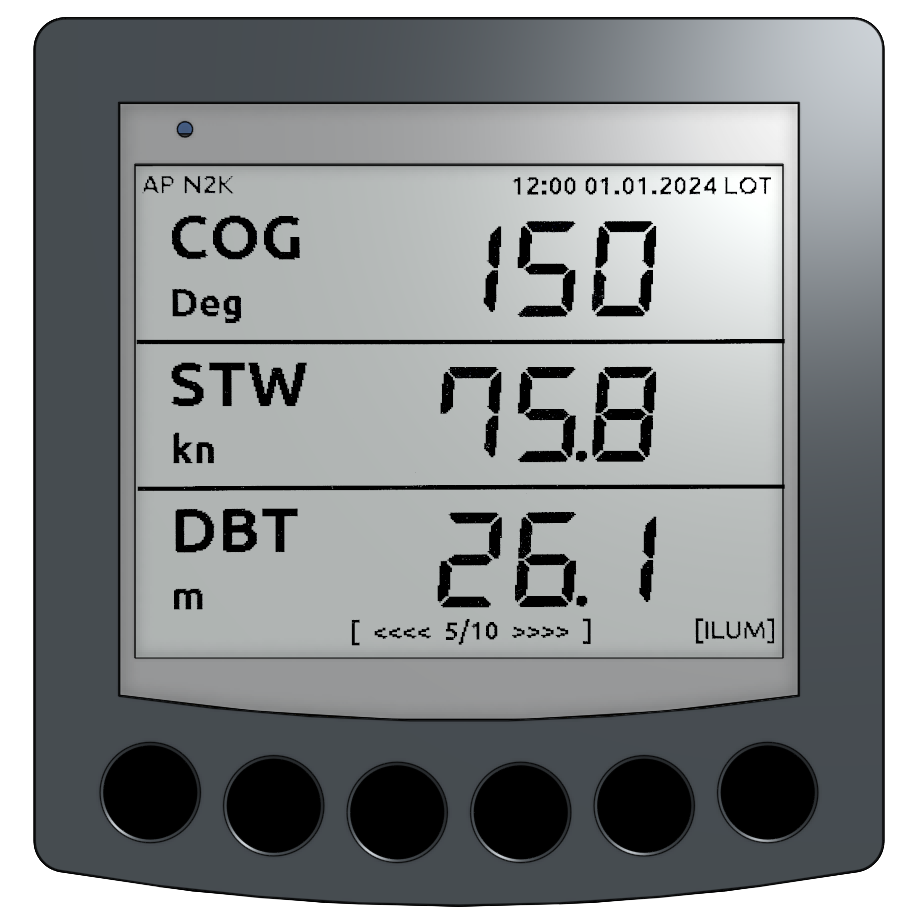 AP N2K 12:00 01.01.2024 LOT
COG 150
Deg
STW 75.8
kn
DBT 26.1
m
[ <<<< 5/10 >>>> ] [ILUM]